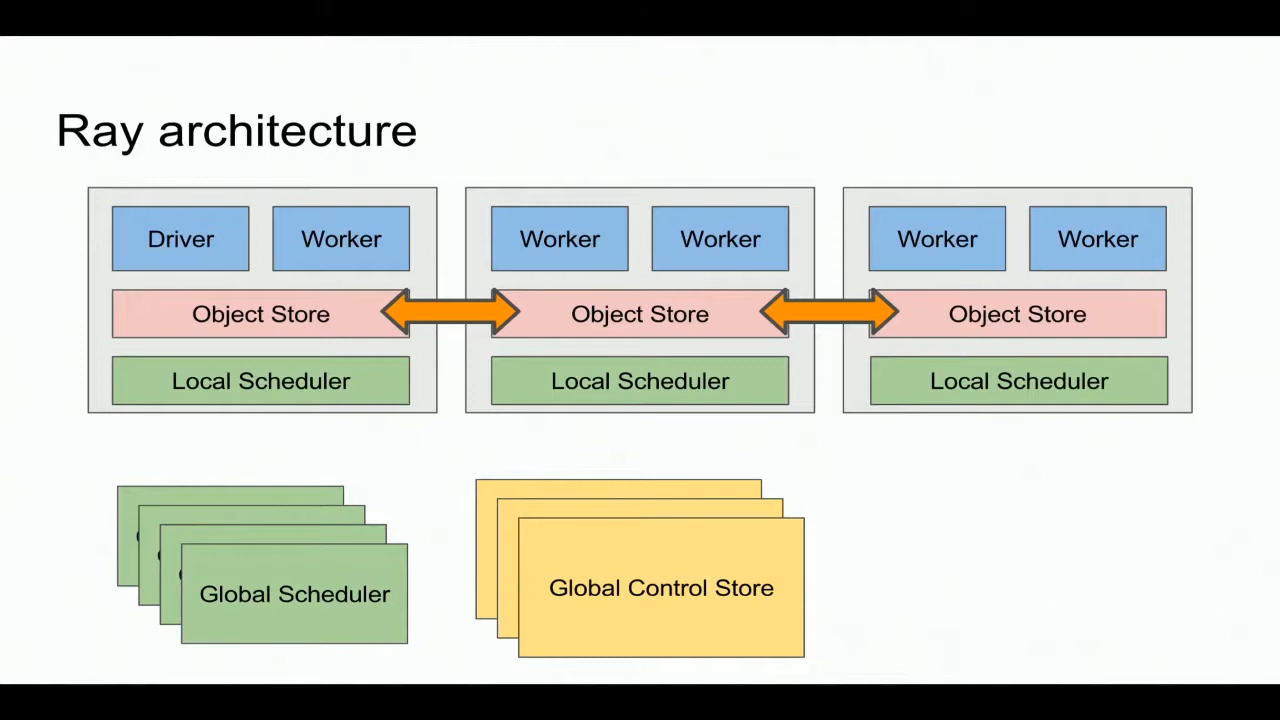 Ray architecture
Driver
Worker
Worker
Worker
Worker
Worker
Object Store
Object Store
Object Store
Local Scheduler
Local Scheduler
Local Scheduler
Global Scheduler
Global Control Store